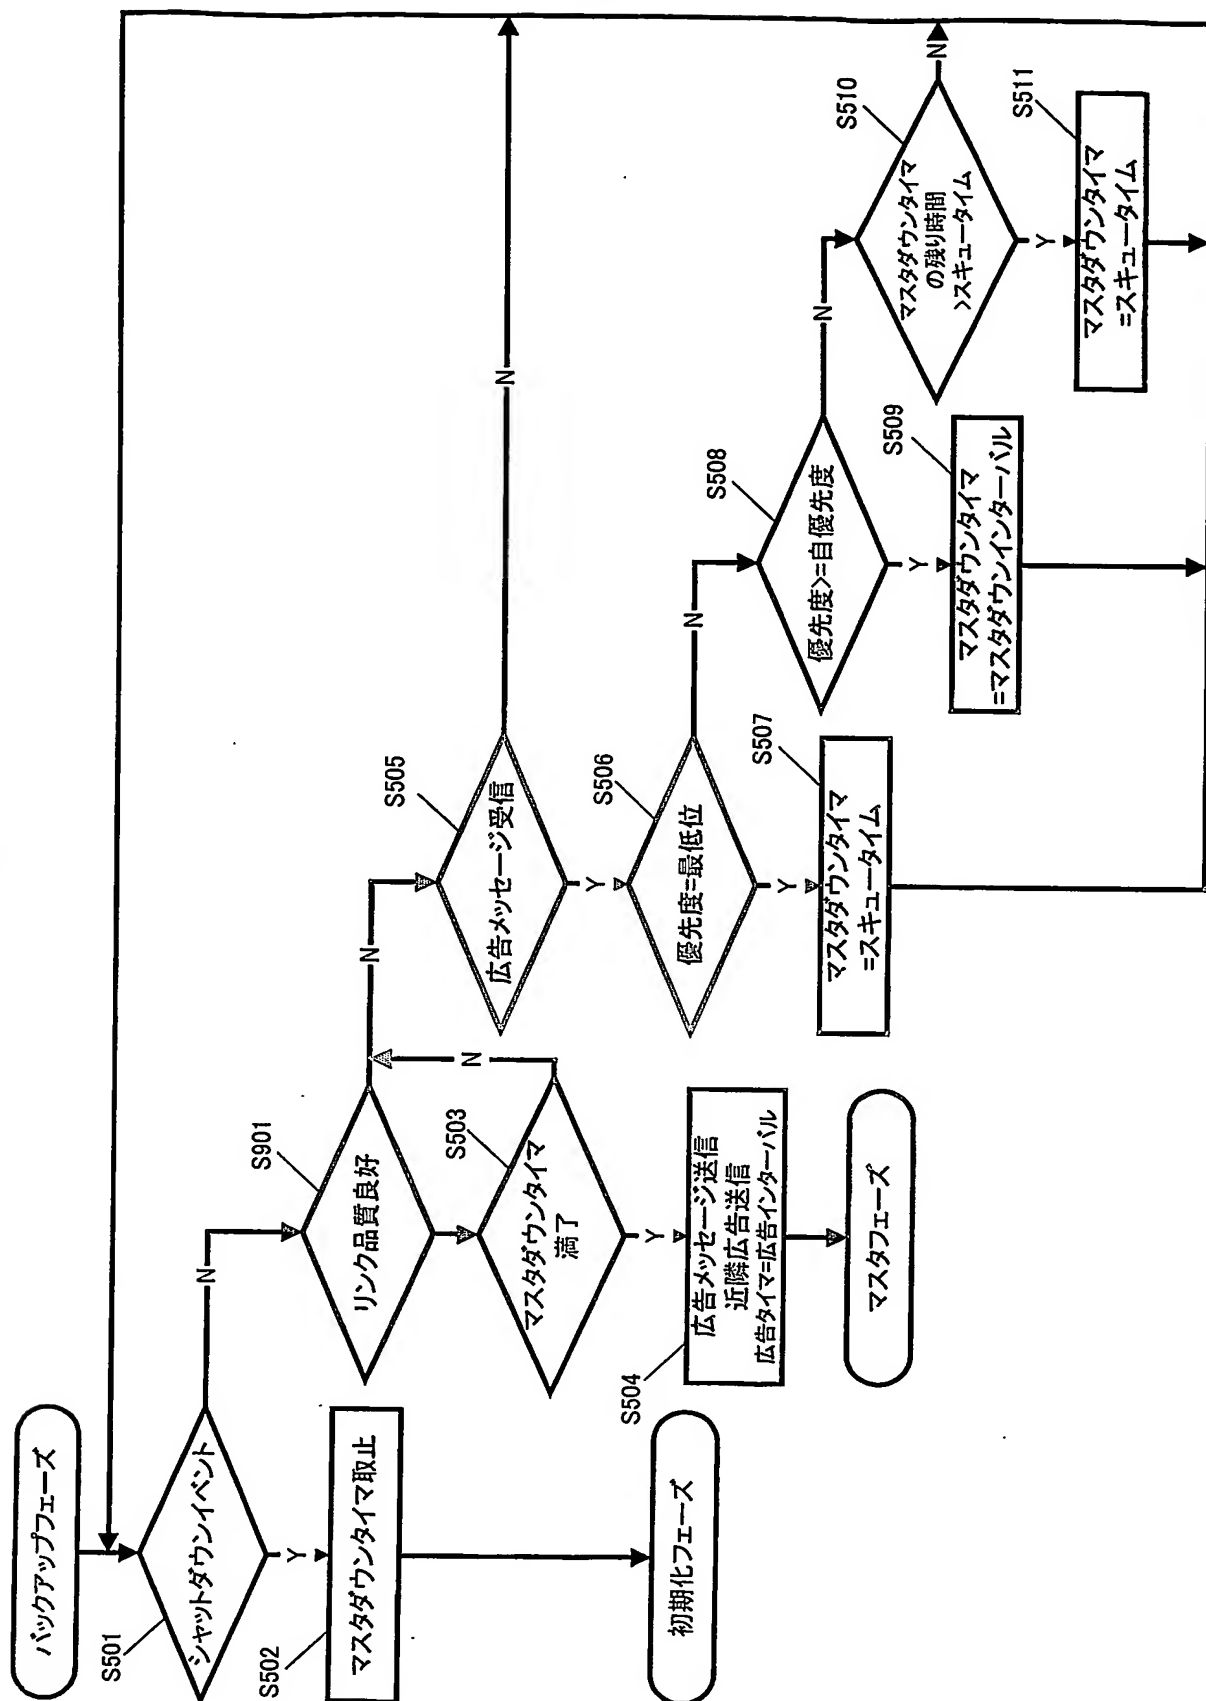 バックアップフェーズ
S501
シャットダウンイベント
N
Y
S502
マスタダウンタイマ取止
初期化フェーズ
S901
リンク品質良好
N
S503
マスタダウンタイマ
満了
N
Y
S504
広告メッセージ送信
近隣広告送信
広告タイマ=広告インターバル
マスタフェーズ
S505
広告メッセージ受信
N
Y
S506
優先度=最低位
N
Y
S507
マスタダウンタイマ
=スキュータイム
S508
優先度>=自優先度
N
Y
S509
マスタダウンタイマ
=マスタダウンインターバル
S510
マスタダウンタイマ
の残り時間
>スキュータイム
N
Y
S511
マスタダウンタイマ
=スキュータイム